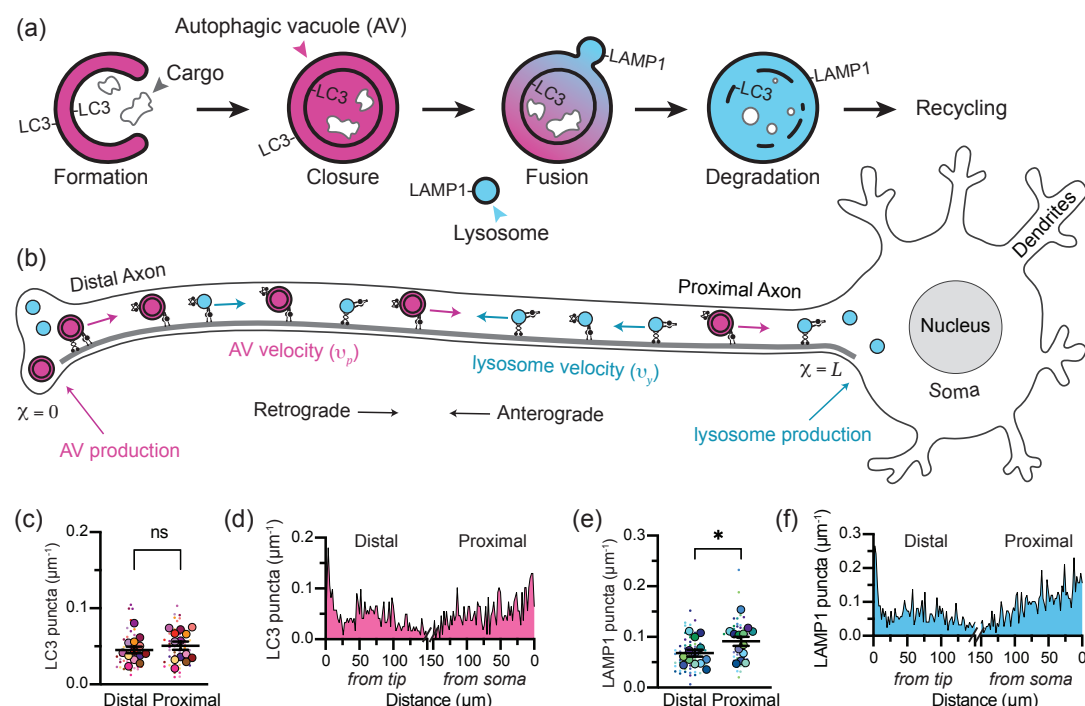 (a)
Autophagic vacuole (AV)
Cargo
LC3-
-LC3
Formation
LC3-
-LC3
Closure
-LAMP1
-LC3
Fusion
LAMP1-
Lysosome
-LAMP1
-LC3
Degradation
Recycling
(b)
Distal Axon
Proximal Axon
Dendrites
Nucleus
Soma
AV velocity (υp)
lysosome velocity (υy)
χ = 0
χ = L
Retrograde
Anterograde
AV production
lysosome production
(c)
ns
LC3 puncta (µm⁻¹)
0.2
0.1
0.0
Distal Proximal
(d)
LC3 puncta (µm⁻¹)
0.2
0.1
0.0
Distal
Proximal
0 50 100 150 100 50 0
from tip
from soma
Distance (µm)
(e)
*
LAMP1 puncta (µm⁻¹)
0.3
0.2
0.1
0.0
Distal Proximal
(f)
LAMP1 puncta (µm⁻¹)
0.3
0.2
0.1
0.0
Distal
Proximal
0 50 100 150 100 50 0
from tip
from soma
Distance (µm)